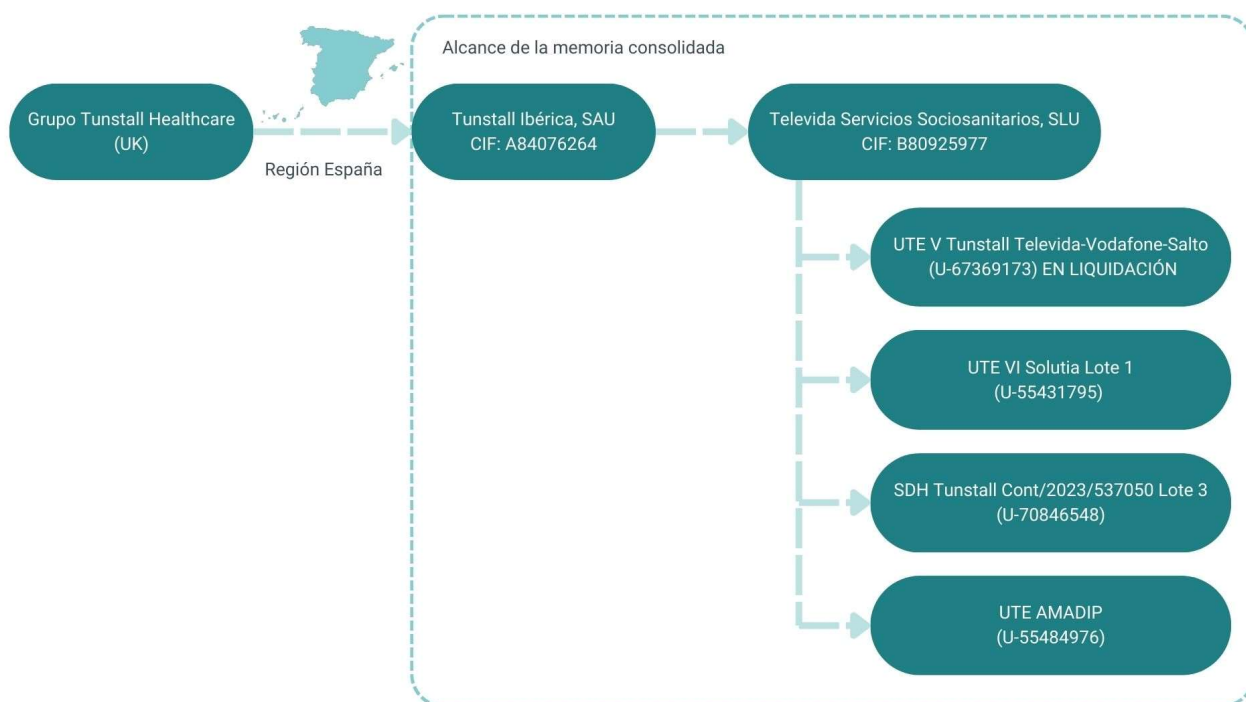 Alcance de la memoria consolidada
Grupo Tunstall Healthcare
(UK)
Región España
Tunstall Ibérica, SAU
CIF: A84076264
Televida Servicios Sociosanitarios, SLU
CIF: B80925977
UTE V Tunstall Televida-Vodafone-Salto
(U-67369173) EN LIQUIDACIÓN
UTE VI Solutia Lote 1
(U-55431795)
SDH Tunstall Cont/2023/537050 Lote 3
(U-70846548)
UTE AMADIP
(U-55484976)